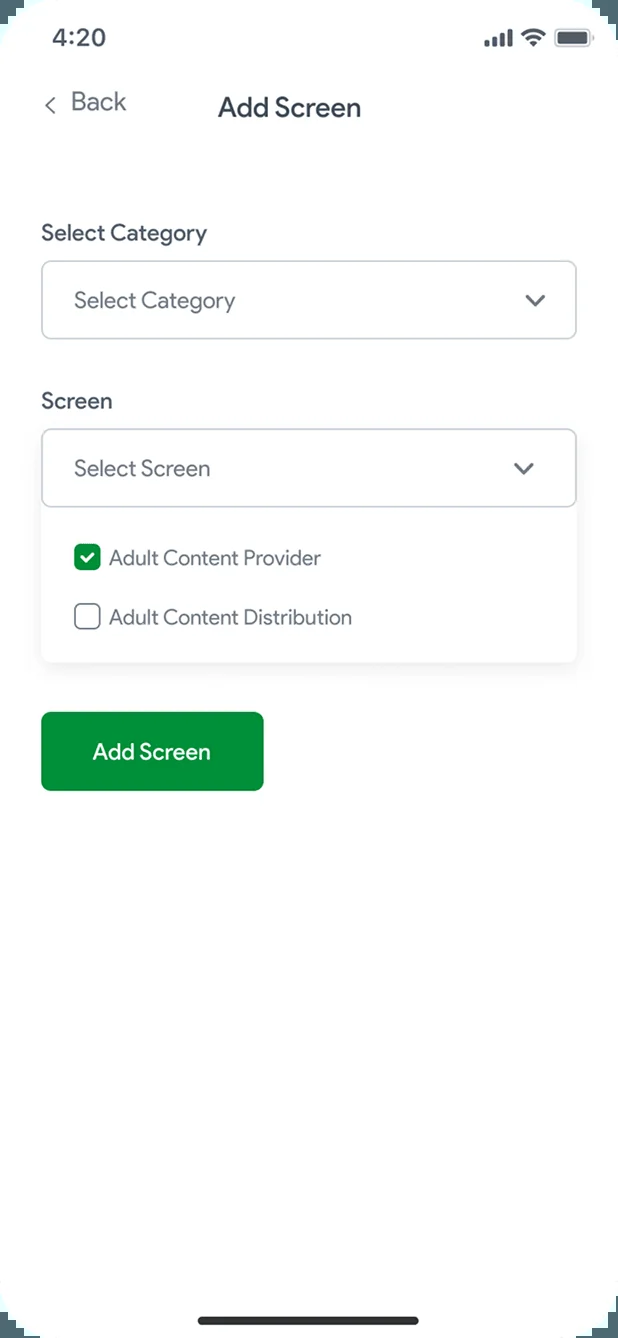 4:20
Back
Add Screen
Select Category
Select Category
Screen
Select Screen
Adult Content Provider
Adult Content Distribution
Add Screen